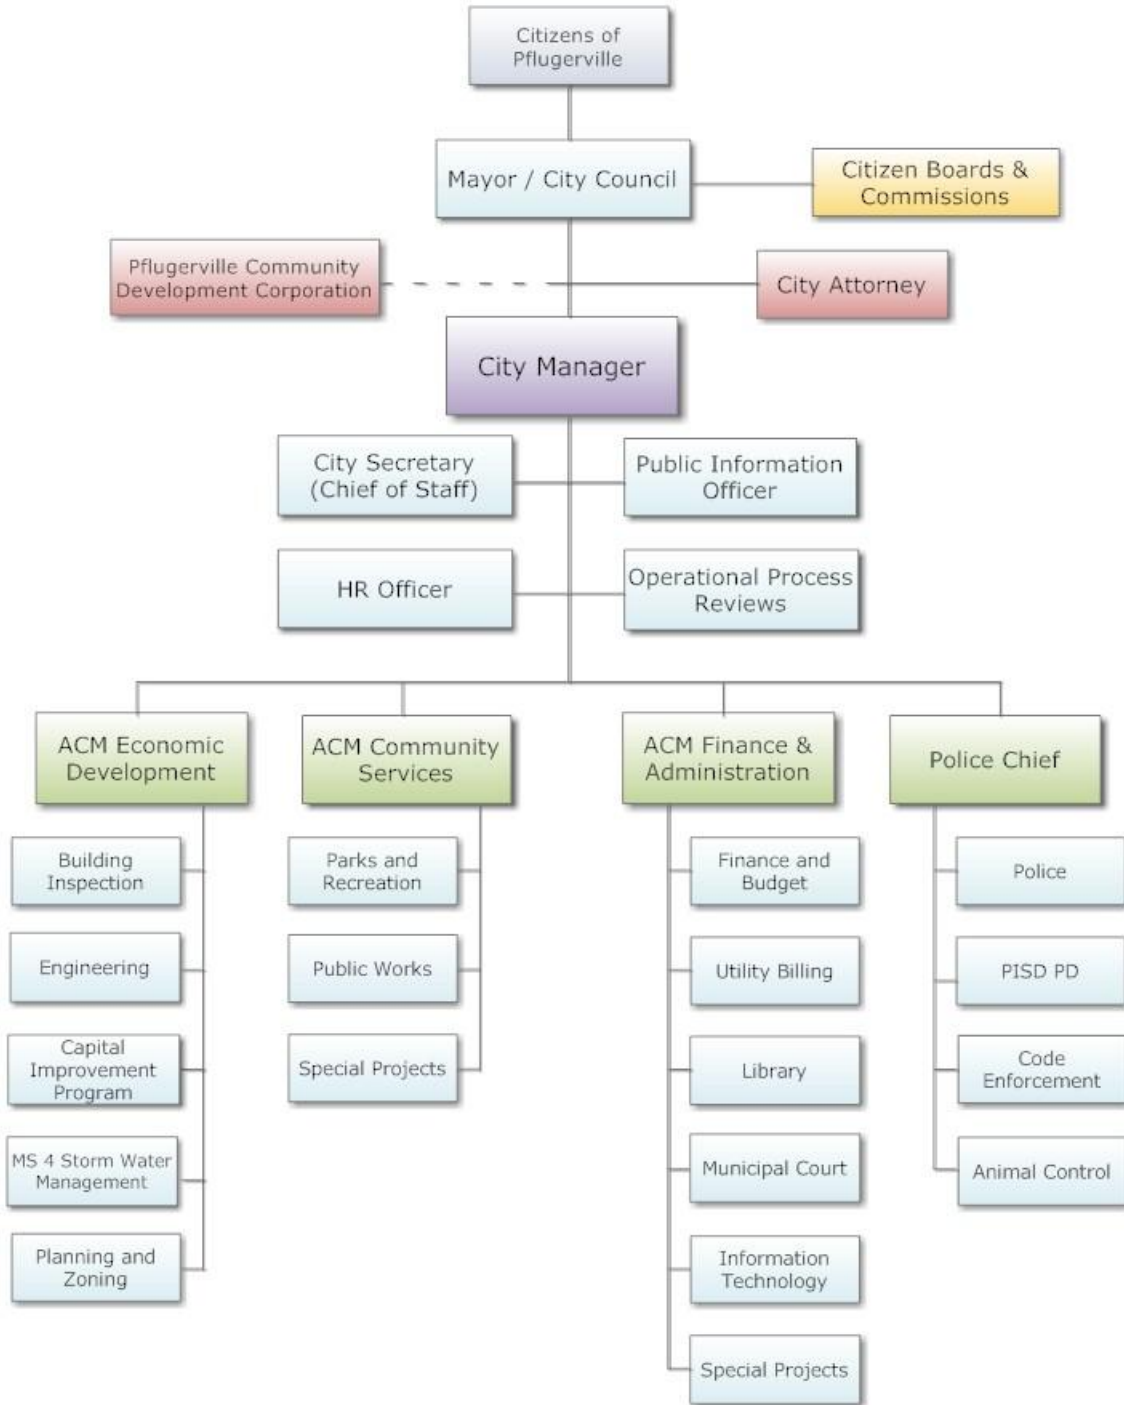 Citizens of
Pflugerville
Mayor / City Council
Citizen Boards &
Commissions
Pflugerville Community
Development Corporation
City Attorney
City Manager
City Secretary
(Chief of Staff)
Public Information
Officer
HR Officer
Operational Process
Reviews
ACM Economic
Development
ACM Community
Services
ACM Finance &
Administration
Police Chief
Building
Inspection
Engineering
Capital
Improvement
Program
MS 4 Storm Water
Management
Planning and
Zoning
Parks and
Recreation
Public Works
Special Projects
Finance and
Budget
Utility Billing
Library
Municipal Court
Information
Technology
Special Projects
Police
PISD PD
Code
Enforcement
Animal Control